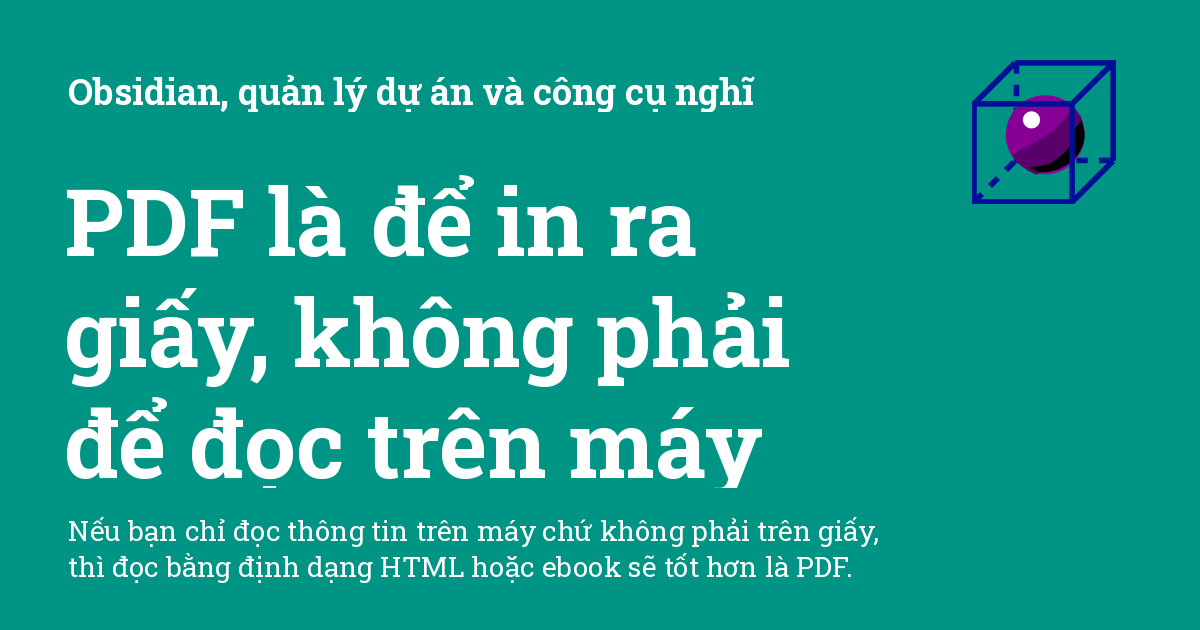 Obsidian, quản lý dự án và công cụ nghĩ
PDF là để in ra
giấy, không phải
để đọc trên máy
Nếu bạn chỉ đọc thông tin trên máy chứ không phải trên giấy,
thì đọc bằng định dạng HTML hoặc ebook sẽ tốt hơn là PDF.